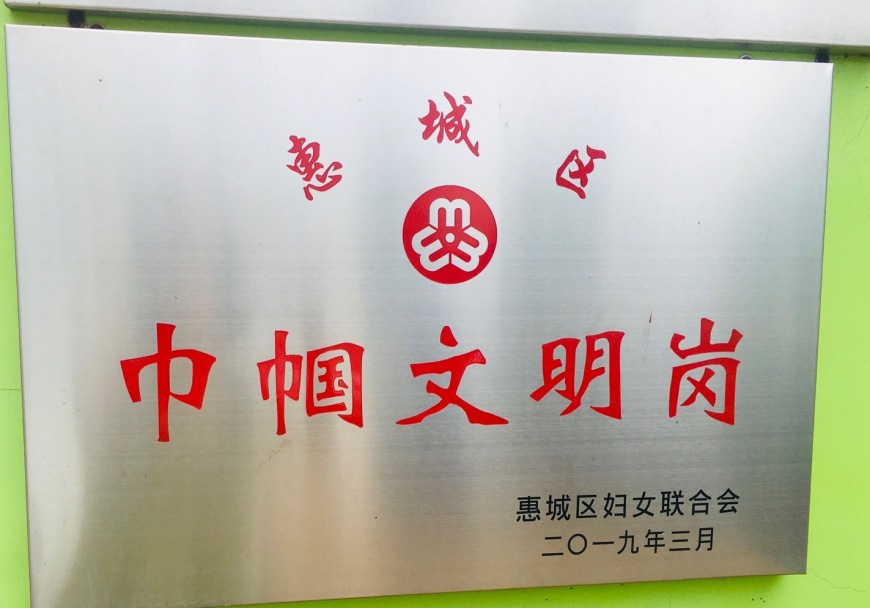 惠城区
巾帼文明岗
惠城区妇女联合会
二〇一九年三月